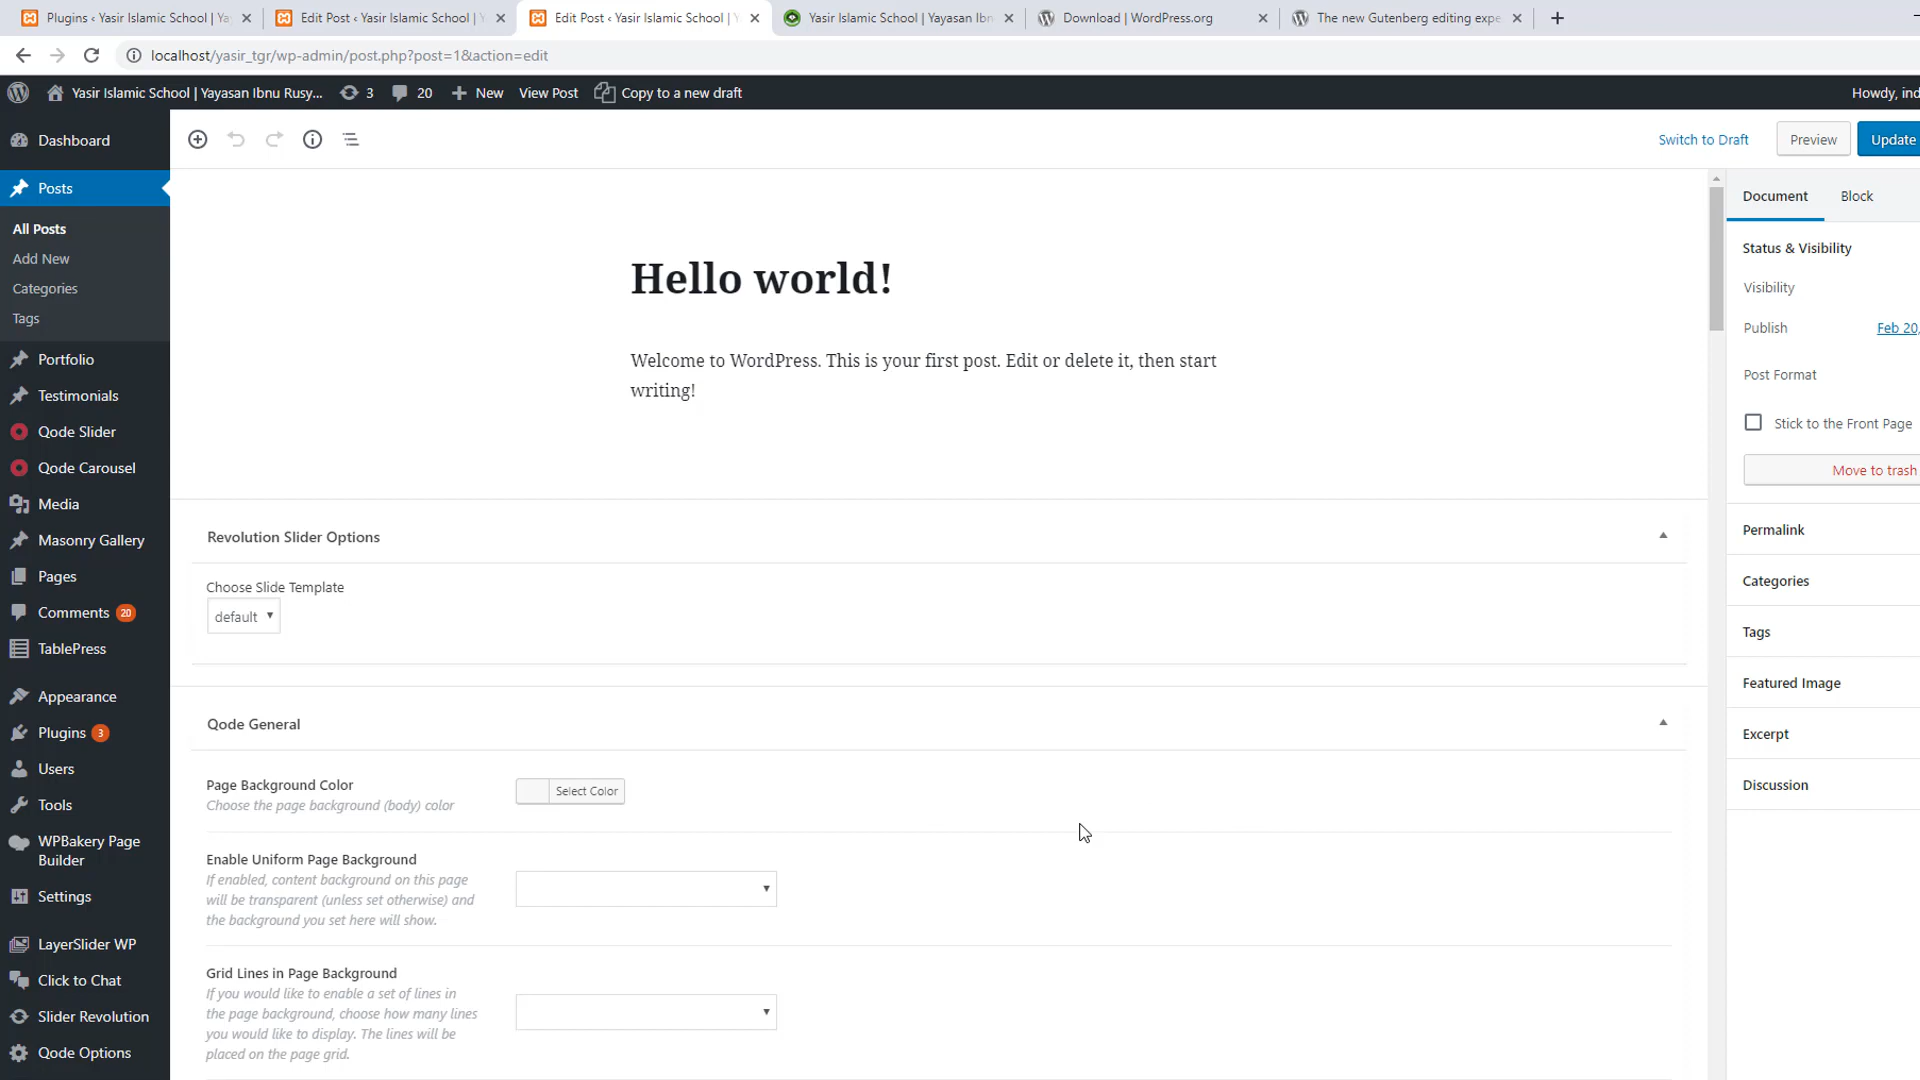 Plugins ‹ Yasir Islamic School | Ya
Edit Post ‹ Yasir Islamic School |
Edit Post ‹ Yasir Islamic School | Y
Yasir Islamic School | Yayasan Ibn
Download | WordPress.org
The new Gutenberg editing expe
localhost/yasir_tgr/wp-admin/post.php?post=1&action=edit
Yasir Islamic School | Yayasan Ibnu Rusy...
3
20
New
View Post
Copy to a new draft
Howdy, ind
Dashboard
Posts
All Posts
Add New
Categories
Tags
Portfolio
Testimonials
Qode Slider
Qode Carousel
Media
Masonry Gallery
Pages
Comments 20
TablePress
Appearance
Plugins 3
Users
Tools
WPBakery Page
Builder
Settings
LayerSlider WP
Click to Chat
Slider Revolution
Qode Options
Switch to Draft
Preview
Update
Hello world!
Welcome to WordPress. This is your first post. Edit or delete it, then start
writing!
Revolution Slider Options
Choose Slide Template
default
Qode General
Page Background Color
Choose the page background (body) color
Select Color
Enable Uniform Page Background
If enabled, content background on this page
will be transparent (unless set otherwise) and
the background you set here will show.
Grid Lines in Page Background
If you would like to enable a set of lines in
the page background, choose how many lines
you would like to display. The lines will be
placed on the page grid.
Document
Block
Status & Visibility
Visibility
Publish
Feb 20,
Post Format
Stick to the Front Page
Move to trash
Permalink
Categories
Tags
Featured Image
Excerpt
Discussion